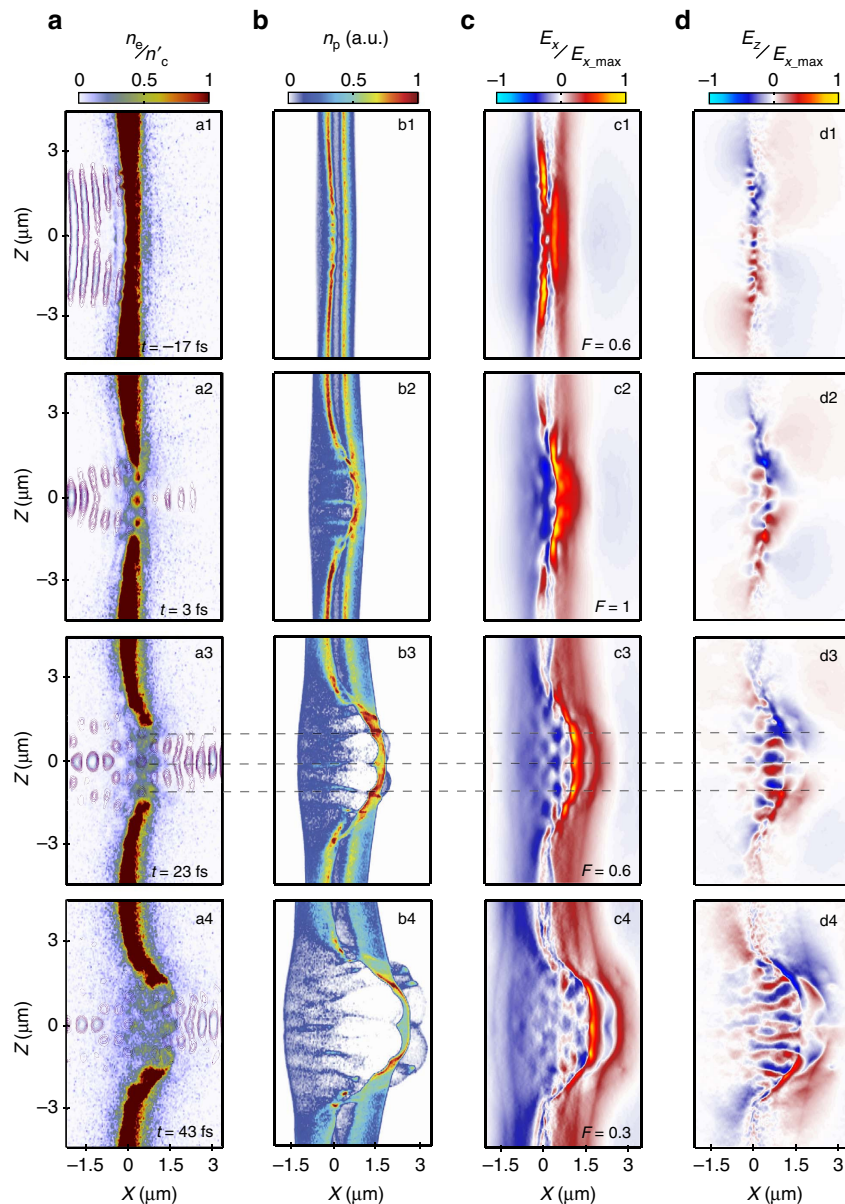 a b c d
n_e/n'_c n_p (a.u.) E_x/E_x_max E_z/E_x_max
0 0.5 1 0 0.5 1 −1 0 1 −1 0 1
a1 b1 c1 d1
3
Z (μm) 0
−3
t = −17 fs F = 0.6
a2 b2 c2 d2
3
Z (μm) 0
−3
t = 3 fs F = 1
a3 b3 c3 d3
3
Z (μm) 0
−3
t = 23 fs F = 0.6
a4 b4 c4 d4
3
Z (μm) 0
−3
t = 43 fs F = 0.3
−1.5 0 1.5 3 −1.5 0 1.5 3 −1.5 0 1.5 3 −1.5 0 1.5 3
X (μm) X (μm) X (μm) X (μm)